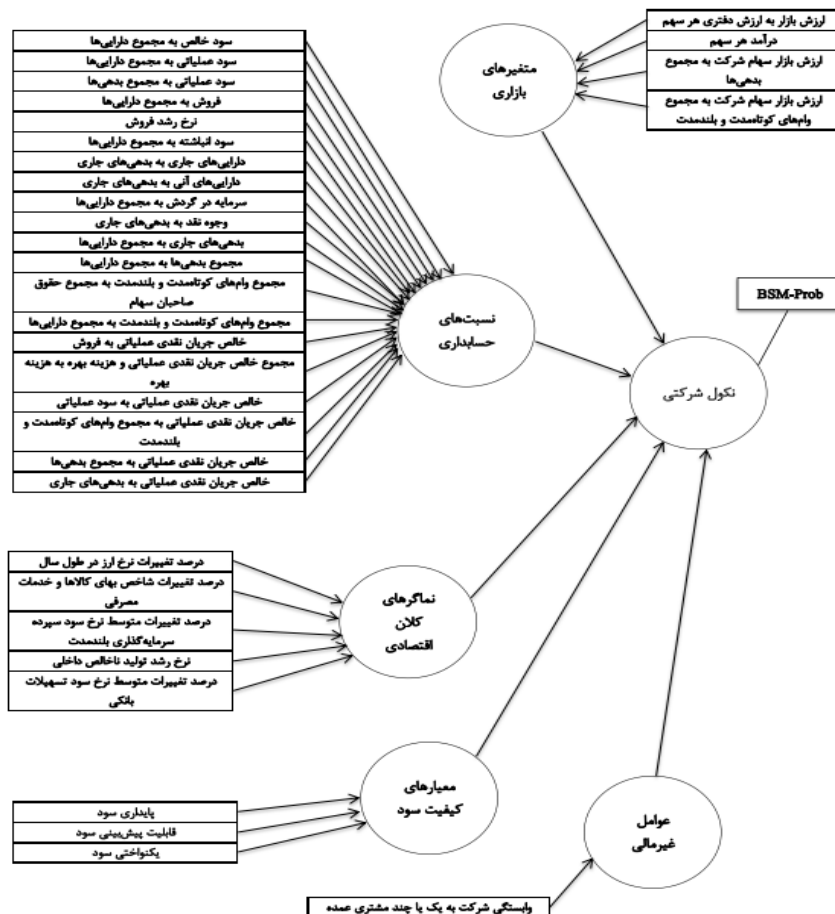 ارزش بازار به ارزش دفتری هر سهم
درآمد هر سهم
ارزش بازار سهام شرکت به مجموع
بدهی‌ها
ارزش بازار سهام شرکت به مجموع
وام‌های کوتاه‌مدت و بلندمدت
متغیرهای
بازاری
سود خالص به مجموع دارایی‌ها
سود عملیاتی به مجموع دارایی‌ها
سود عملیاتی به مجموع بدهی‌ها
فروش به مجموع دارایی‌ها
نرخ رشد فروش
سود انباشته به مجموع دارایی‌ها
دارایی‌های جاری به بدهی‌های جاری
دارایی‌های آنی به بدهی‌های جاری
سرمایه در گردش به مجموع دارایی‌ها
وجوه نقد به بدهی‌های جاری
بدهی‌های جاری به مجموع دارایی‌ها
مجموع بدهی‌ها به مجموع دارایی‌ها
مجموع وام‌های کوتاه‌مدت و بلندمدت به مجموع حقوق
صاحبان سهام
مجموع وام‌های کوتاه‌مدت و بلندمدت به مجموع دارایی‌ها
خالص جریان نقدی عملیاتی به فروش
مجموع خالص جریان نقدی عملیاتی و هزینه بهره به هزینه
بهره
خالص جریان نقدی عملیاتی به سود عملیاتی
خالص جریان نقدی عملیاتی به مجموع وام‌های کوتاه‌مدت و
بلندمدت
خالص جریان نقدی عملیاتی به مجموع بدهی‌ها
خالص جریان نقدی عملیاتی به بدهی‌های جاری
نسبت‌های
حسابداری
BSM-Prob
نکول شرکتی
درصد تغییرات نرخ ارز در طول سال
درصد تغییرات شاخص بهای کالاها و خدمات
مصرفی
درصد تغییرات متوسط نرخ سود سپرده
سرمایه‌گذاری بلندمدت
نرخ رشد تولید ناخالص داخلی
درصد تغییرات متوسط نرخ سود تسهیلات
بانکی
نماگرهای
کلان
اقتصادی
معیارهای
کیفیت سود
پایداری سود
قابلیت پیش‌بینی سود
یکنواختی سود
عوامل
غیرمالی
وابستگی شرکت به یک یا چند مشتری عمده